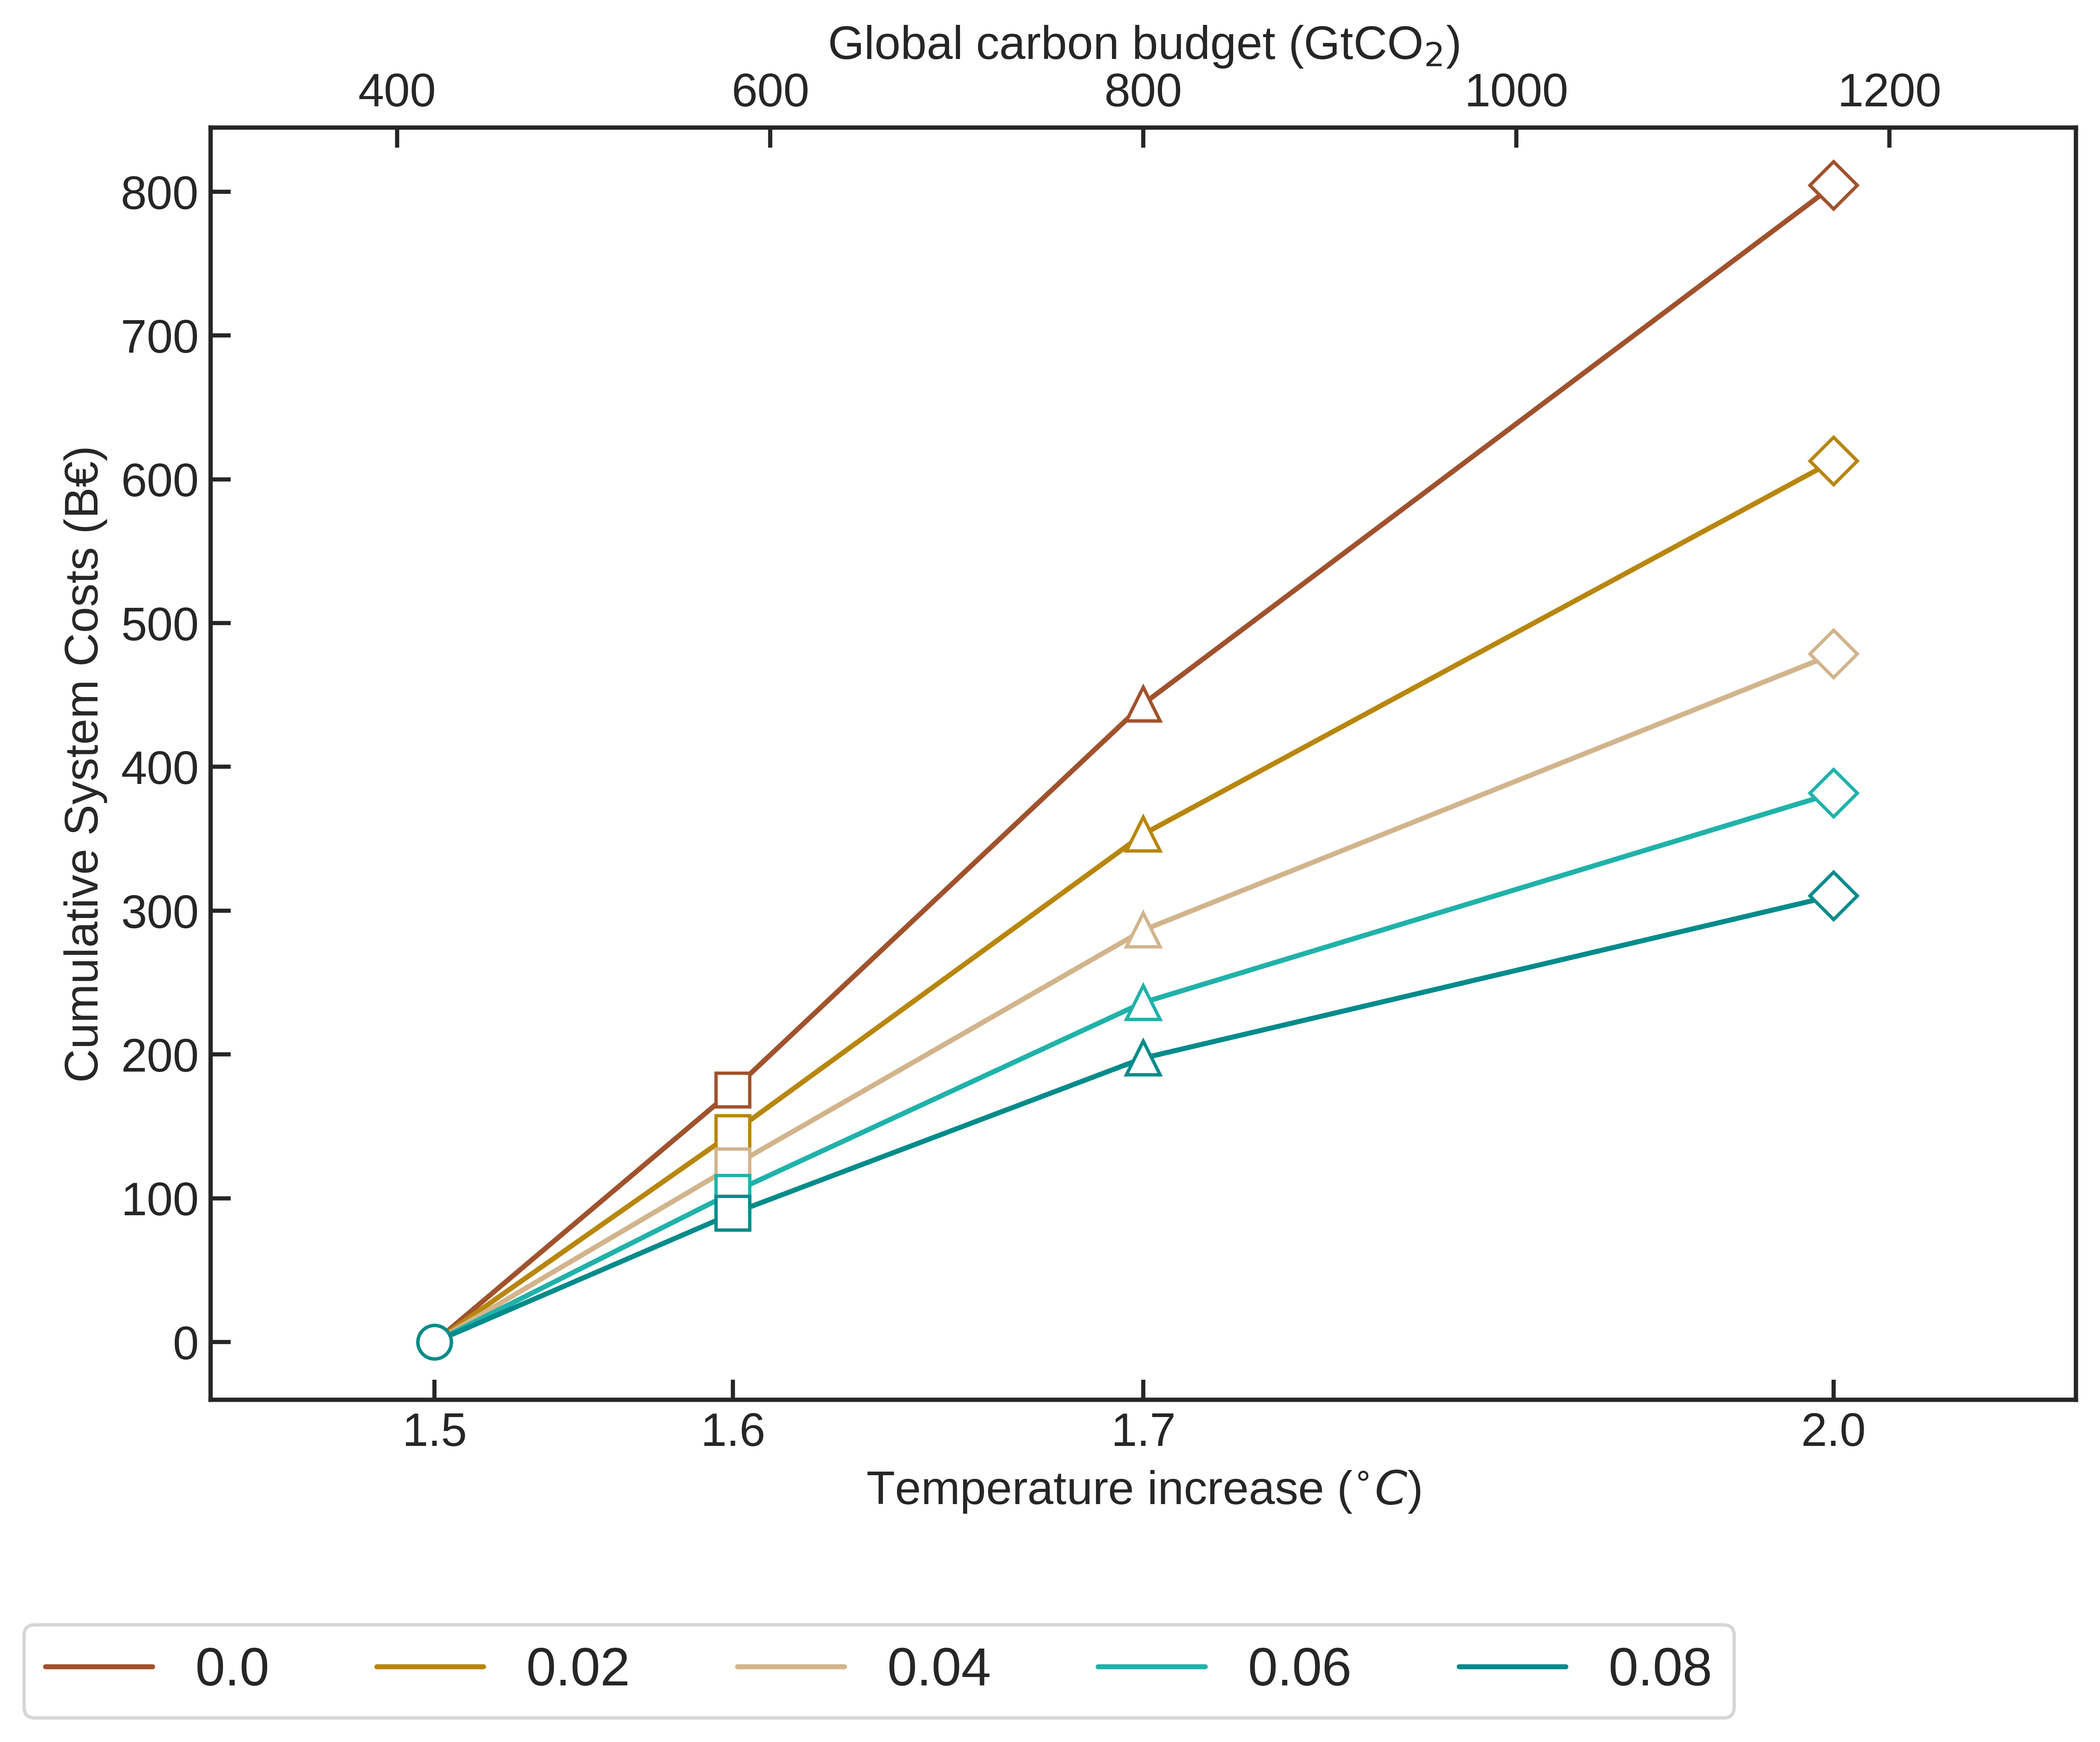 Global carbon budget (GtCO₂)
400 600 800 1000 1200
Cumulative System Costs (B€)
800
700
600
500
400
300
200
100
0
1.5 1.6 1.7 2.0
Temperature increase (°C)
0.0 0.02 0.04 0.06 0.08